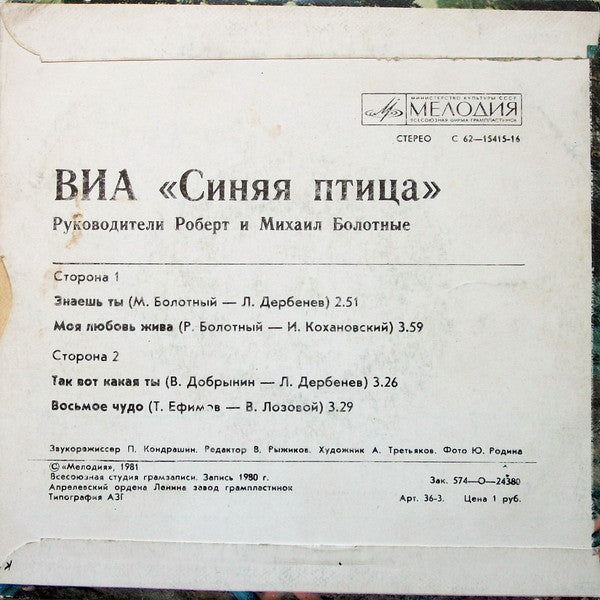 МИНИСТЕРСТВО КУЛЬТУРЫ СССР
МЕЛОДИЯ
ВСЕСОЮЗНАЯ ФИРМА ГРАМПЛАСТИНОК
СТЕРЕО С 62—15415-16
ВИА «Синяя птица»
Руководители Роберт и Михаил Болотные
Сторона 1
Знаешь ты (М. Болотный — Л. Дербенев) 2.51
Моя любовь жива (Р. Болотный — И. Кохановский) 3.59
Сторона 2
Так вот какая ты (В. Добрынин — Л. Дербенев) 3.26
Восьмое чудо (Т. Ефимов — В. Лозовой) 3.29
Звукорежиссер П. Кондрашин. Редактор В. Рыжиков. Художник А. Третьяков. Фото Ю. Родина
© «Мелодия», 1981
Всесоюзная студия грамзаписи. Запись 1980 г.
Апрелевский ордена Ленина завод грампластинок
Типография АЗГ
Зак. 574—О—24380
Арт. 36-3. Цена 1 руб.